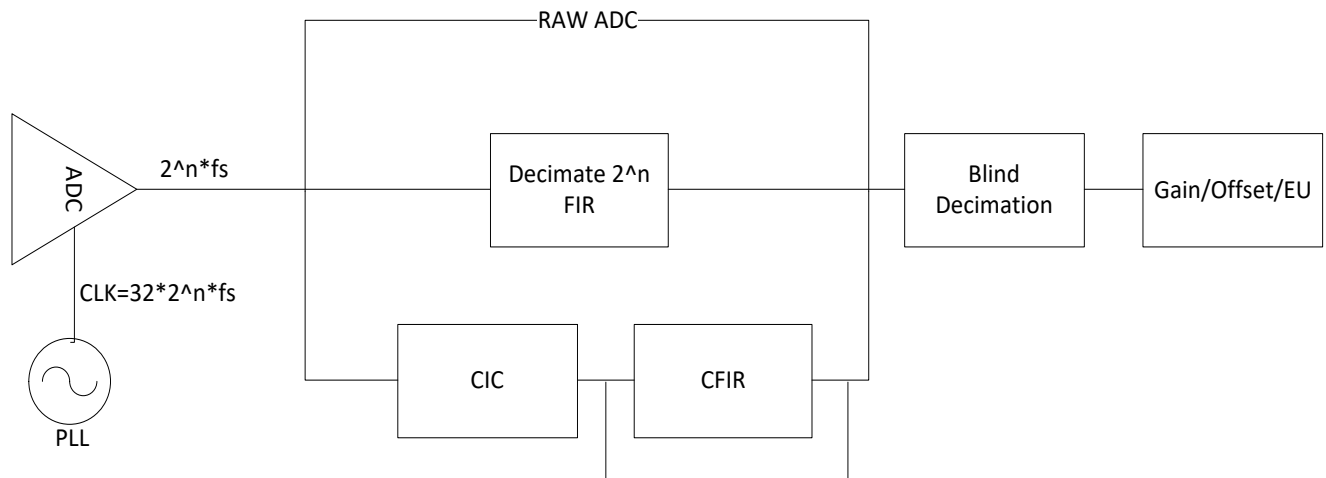 RAW ADC
ADC
2^n*fs
Decimate 2^n
FIR
Blind
Decimation
Gain/Offset/EU
CLK=32*2^n*fs
CIC
CFIR
PLL